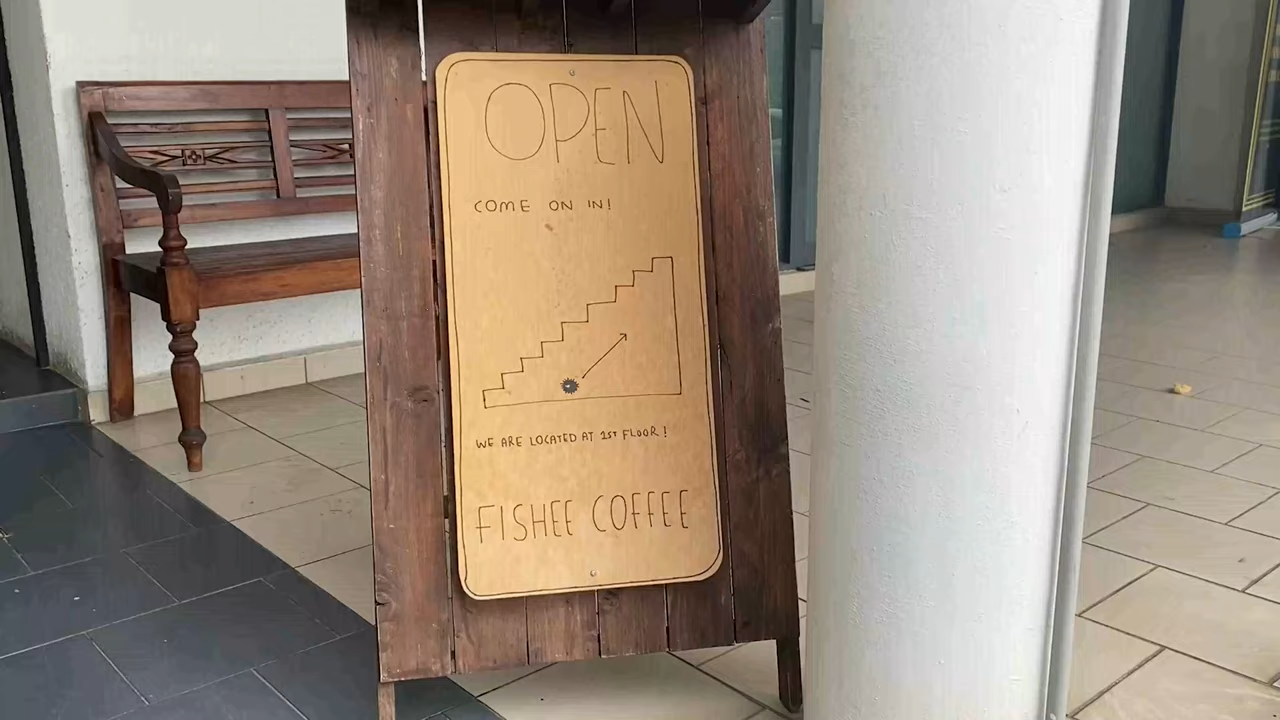 OPEN
COME ON IN!
WE ARE LOCATED AT 1ST FLOOR!
FISHEE COFFEE